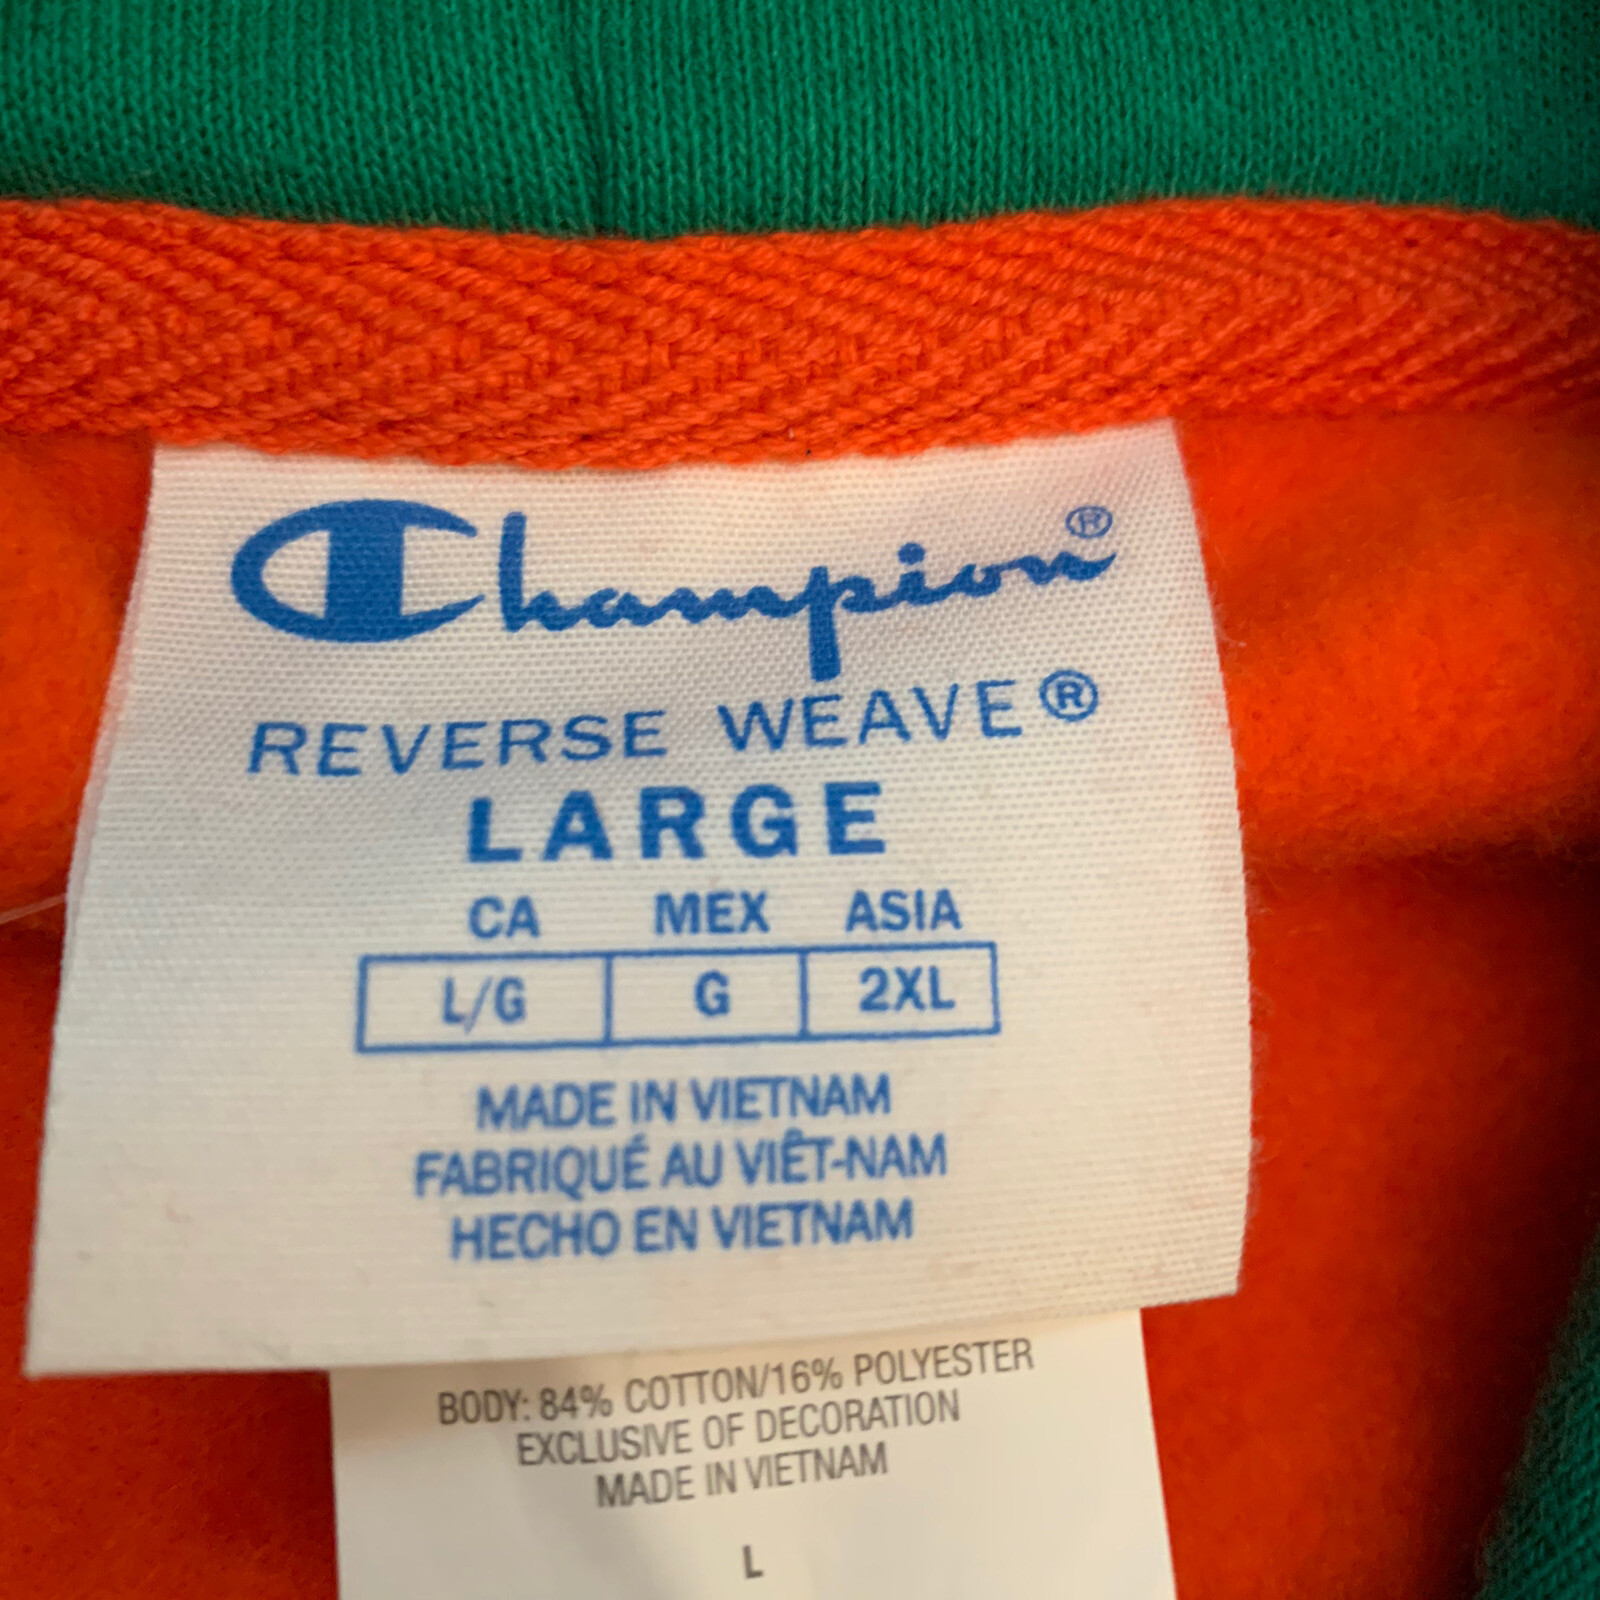 Champion®
REVERSE WEAVE®
LARGE
CA MEX ASIA
L/G G 2XL
MADE IN VIETNAM
FABRIQUÉ AU VIÊT-NAM
HECHO EN VIETNAM
BODY: 84% COTTON/16% POLYESTER
EXCLUSIVE OF DECORATION
MADE IN VIETNAM
L